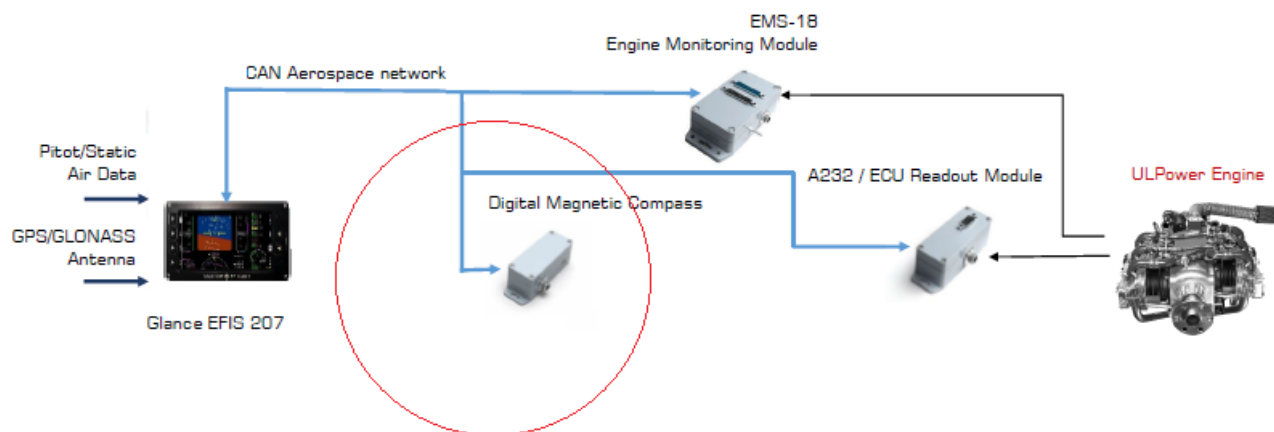 EMS-18
Engine Monitoring Module
CAN Aerospace network
Pitot/Static
Air Data
A232 / ECU Readout Module
ULPower Engine
Digital Magnetic Compass
GPS/GLONASS
Antenna
Glance EFIS 207